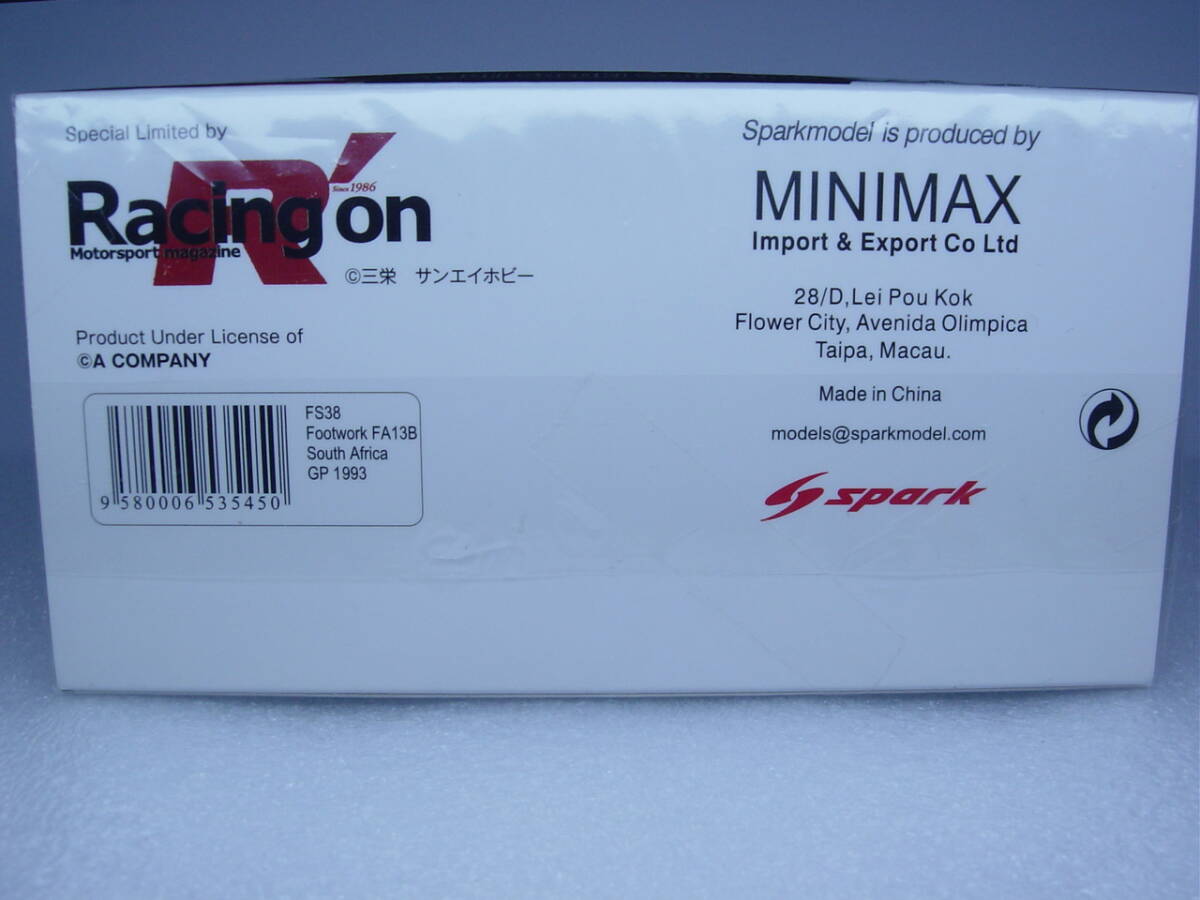 Special Limited by
R'
Since 1986
Racing on
Motorsport magazine
©三栄　サンエイホビー
Product Under License of
©A COMPANY
FS38
Footwork FA13B
South Africa
GP 1993
9 580006 535450
Sparkmodel is produced by
MINIMAX
Import & Export Co Ltd
28/D,Lei Pou Kok
Flower City, Avenida Olimpica
Taipa, Macau.
Made in China
models@sparkmodel.com
spark